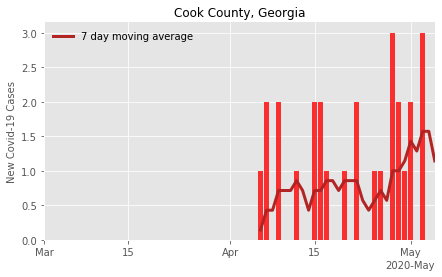 Cook County, Georgia
7 day moving average
New Covid-19 Cases
3.0
2.5
2.0
1.5
1.0
0.5
0.0
Mar 15 Apr 15 May
2020-May